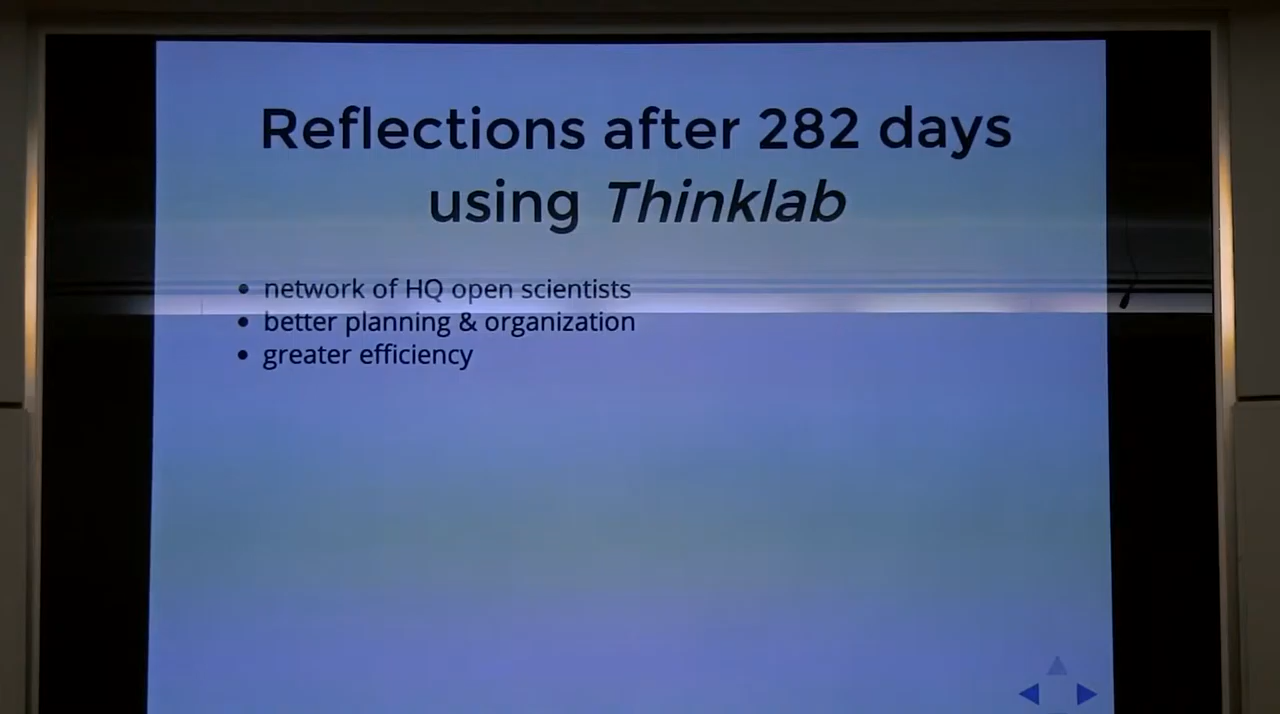 Reflections after 282 days
using Thinklab
• network of HQ open scientists
• better planning & organization
• greater efficiency